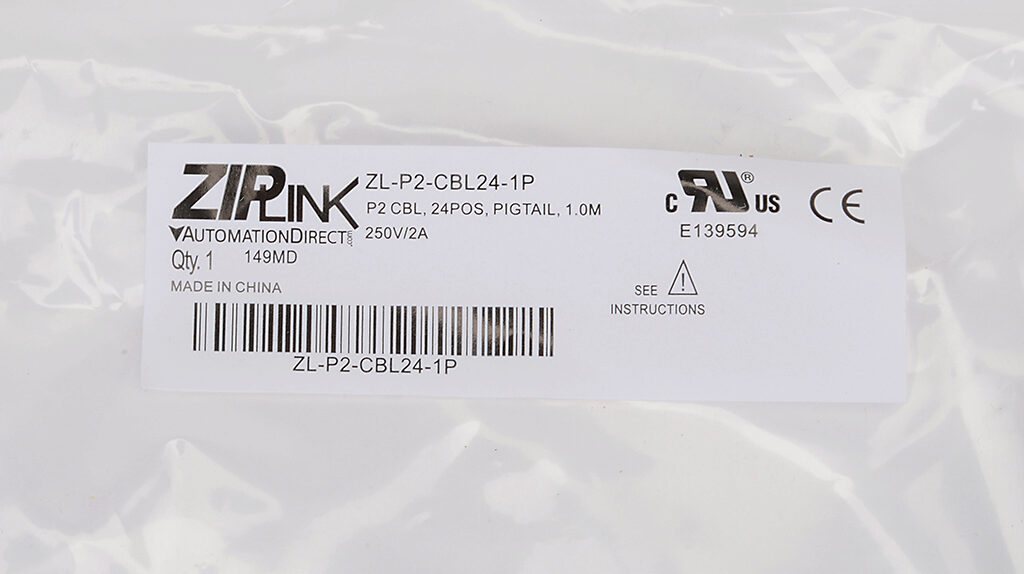 ZIPLINK
AUTOMATIONDIRECT
ZL-P2-CBL24-1P
P2 CBL, 24POS, PIGTAIL, 1.0M
250V/2A
Qty. 1 149MD
MADE IN CHINA
ZL-P2-CBL24-1P
C RU® US CE
E139594
SEE !
INSTRUCTIONS